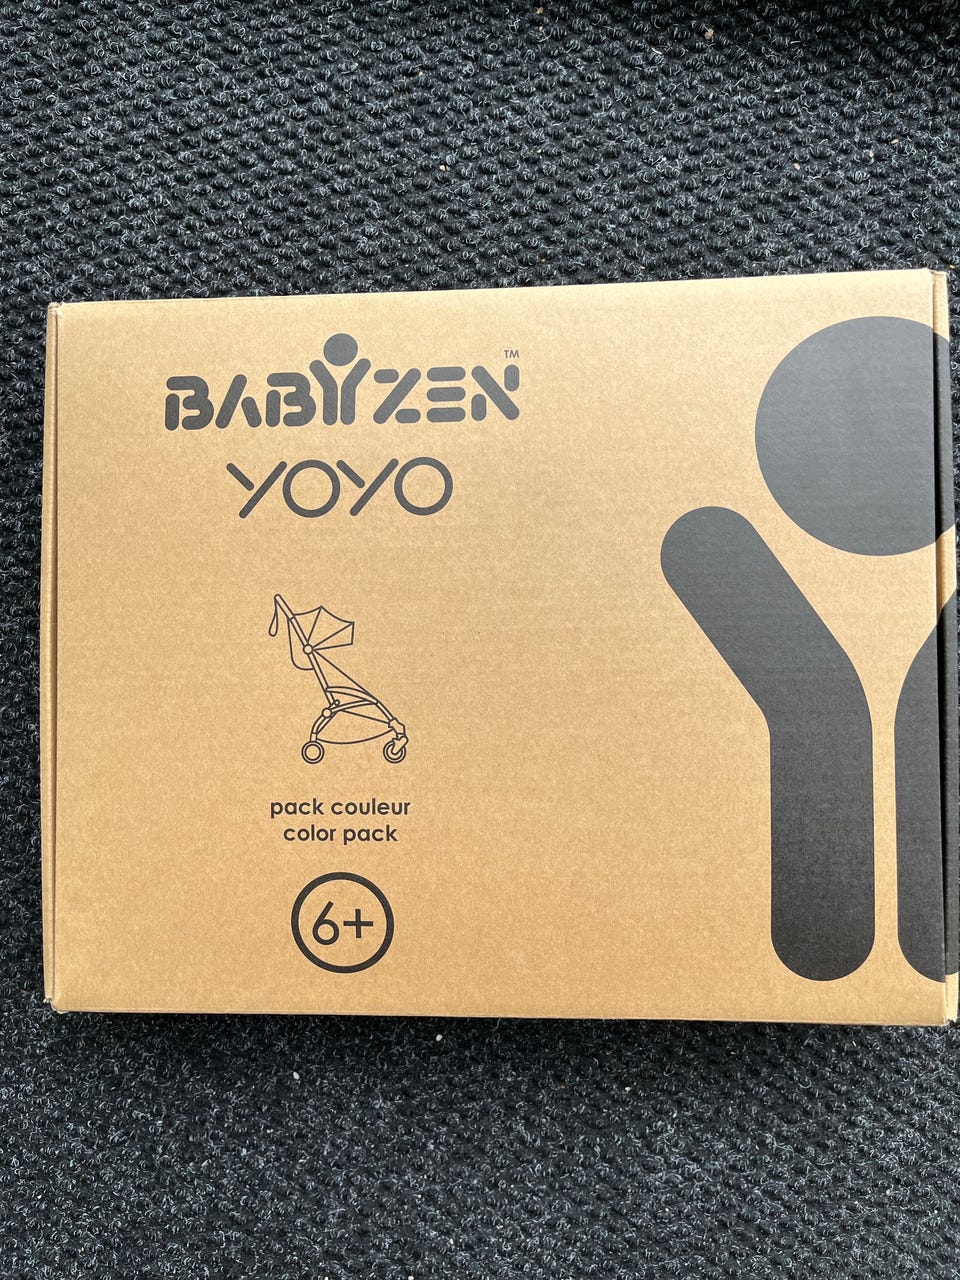 BABYZEN™
YOYO
pack couleur
color pack
6+